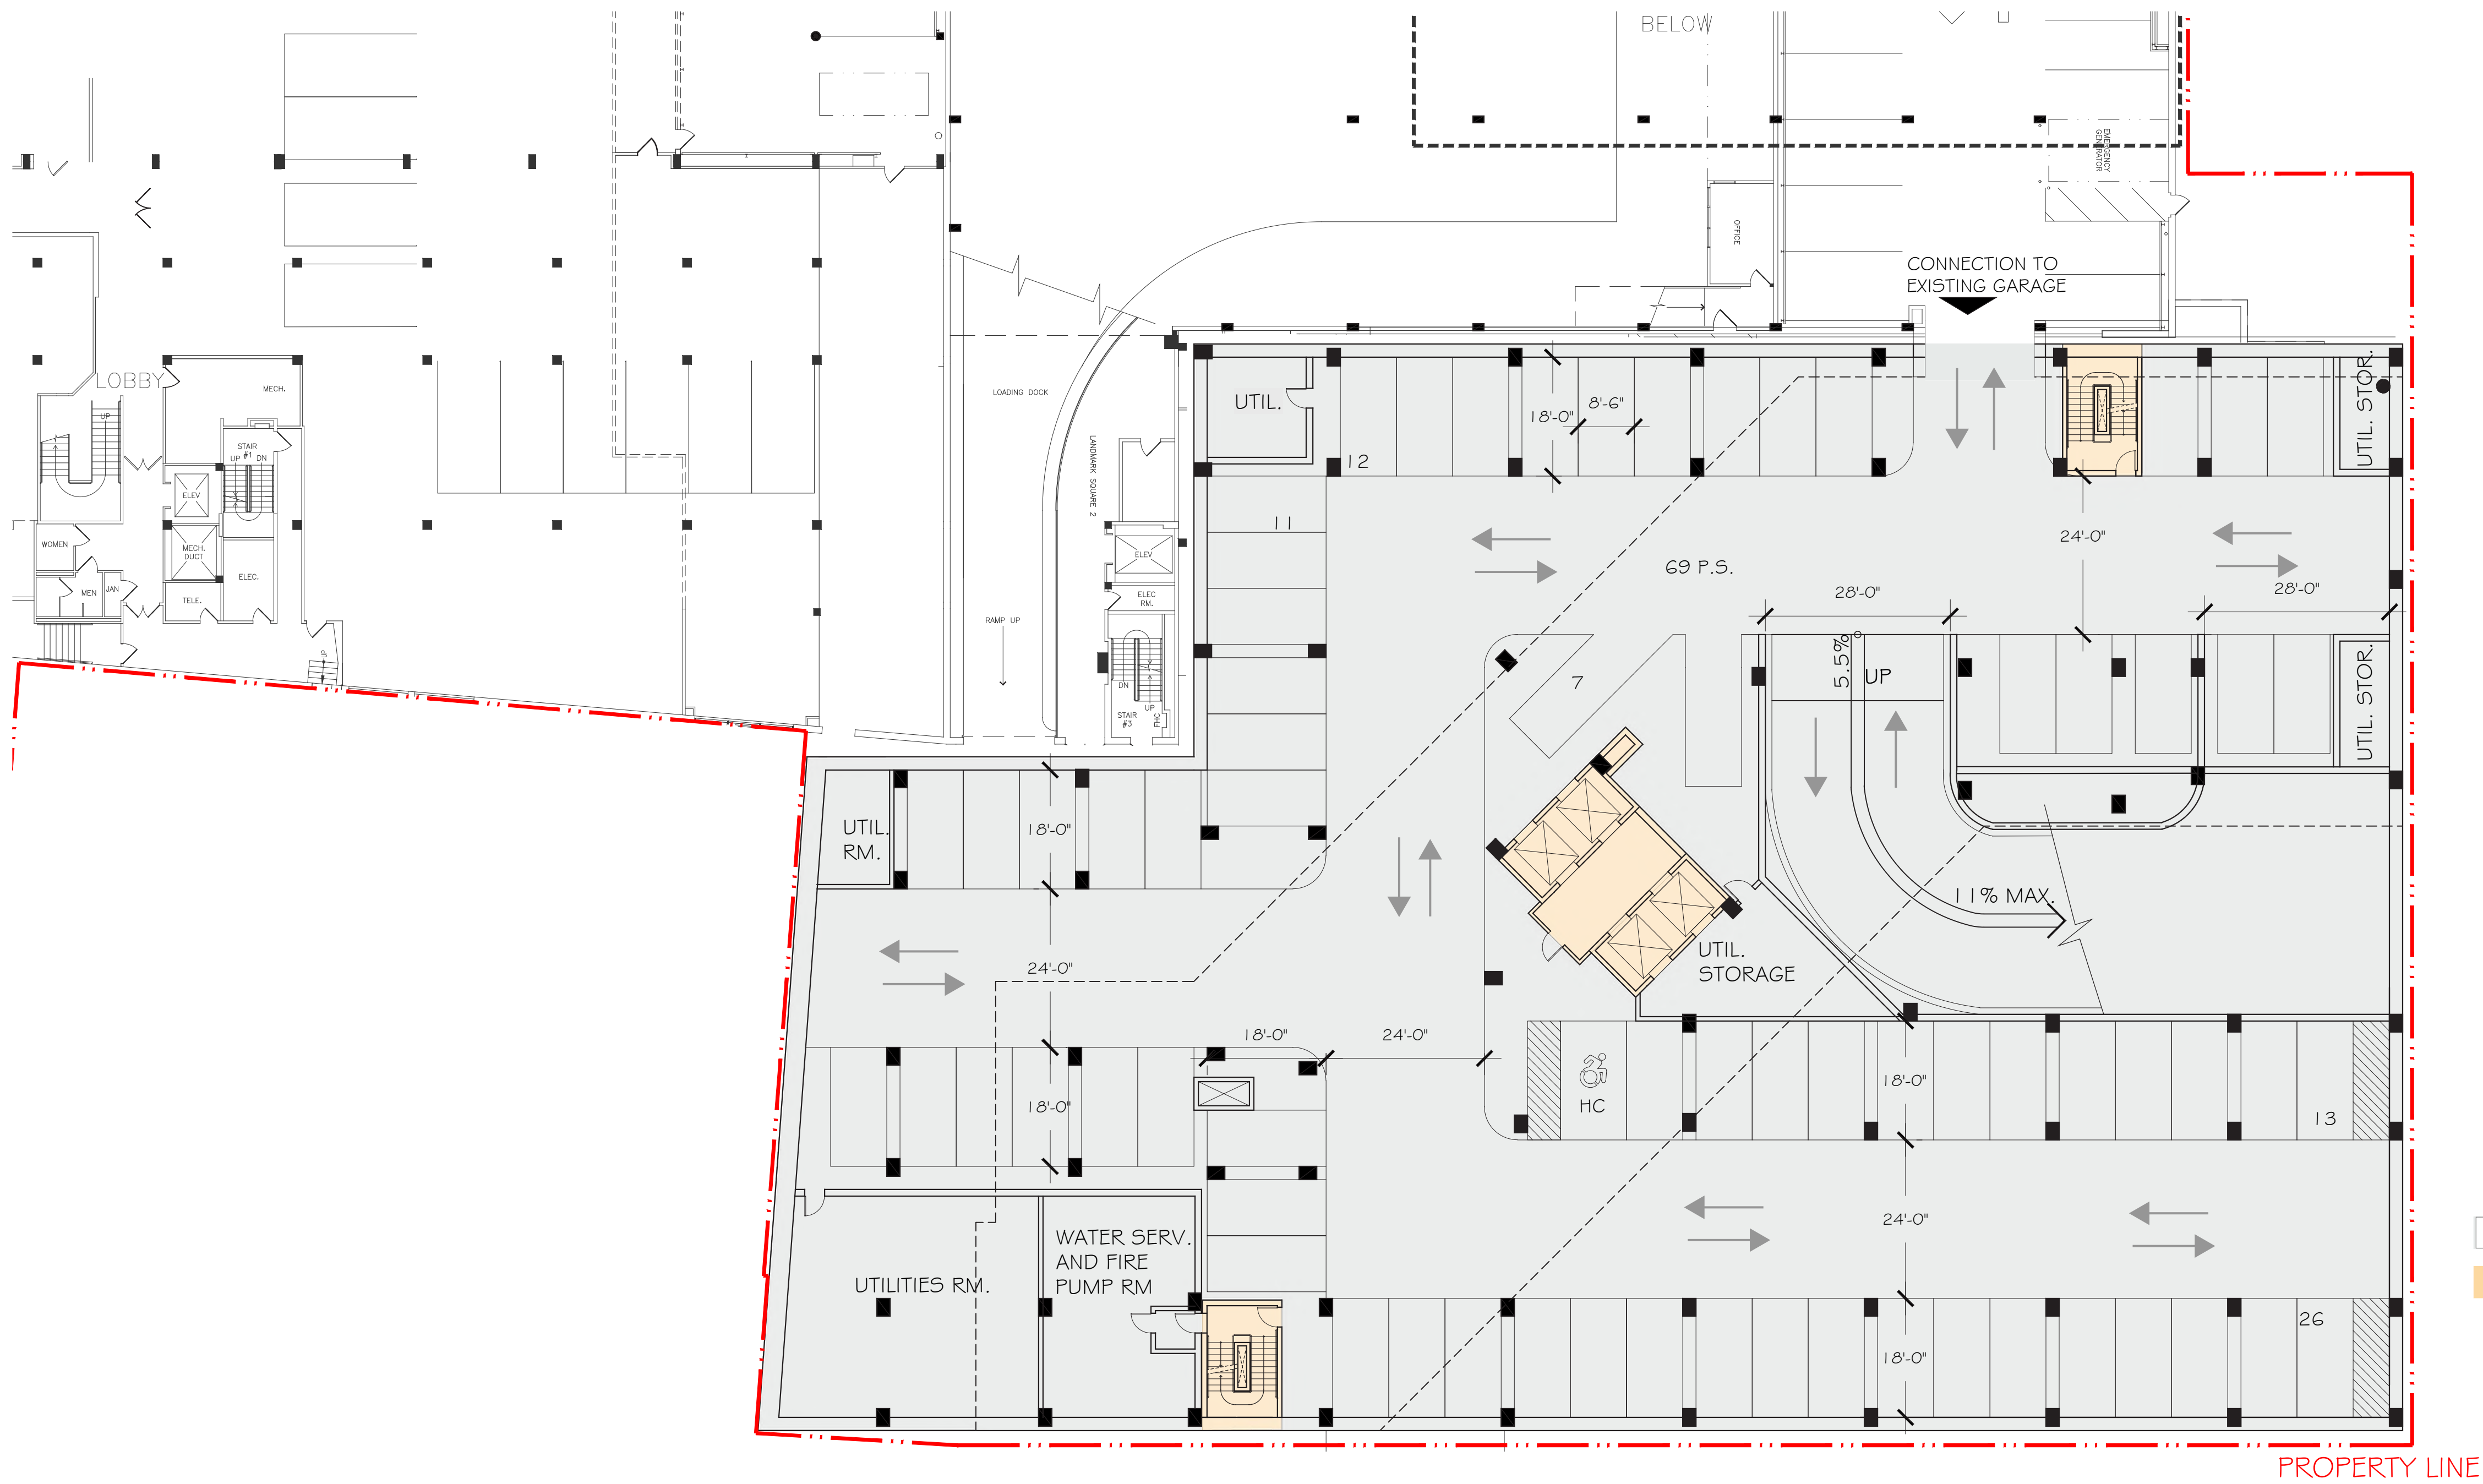 BELOW
EMERGENCY
GENERATOR
OFFICE
CONNECTION TO
EXISTING GARAGE
LOBBY
MECH.
UP
STAIR
#1
UP
DN
ELEV
MECH.
DUCT
ELEC.
TELE.
WOMEN
MEN
JAN
UP
LOADING DOCK
LANDMARK SQUARE 2
RAMP UP
ELEV
ELEC
RM.
DN
UP
STAIR
#3
FHC
UTIL.
12
18'-0"
8'-6"
UTIL. STOR.
11
69 P.S.
24'-0"
28'-0"
28'-0"
5.5%
UP
7
UTIL. STOR.
UTIL.
RM.
18'-0"
11% MAX.
UTIL.
STORAGE
24'-0"
18'-0"
24'-0"
18'-0"
HC
18'-0"
13
24'-0"
WATER SERV.
AND FIRE
PUMP RM
UTILITIES RM.
26
18'-0"
PROPERTY LINE